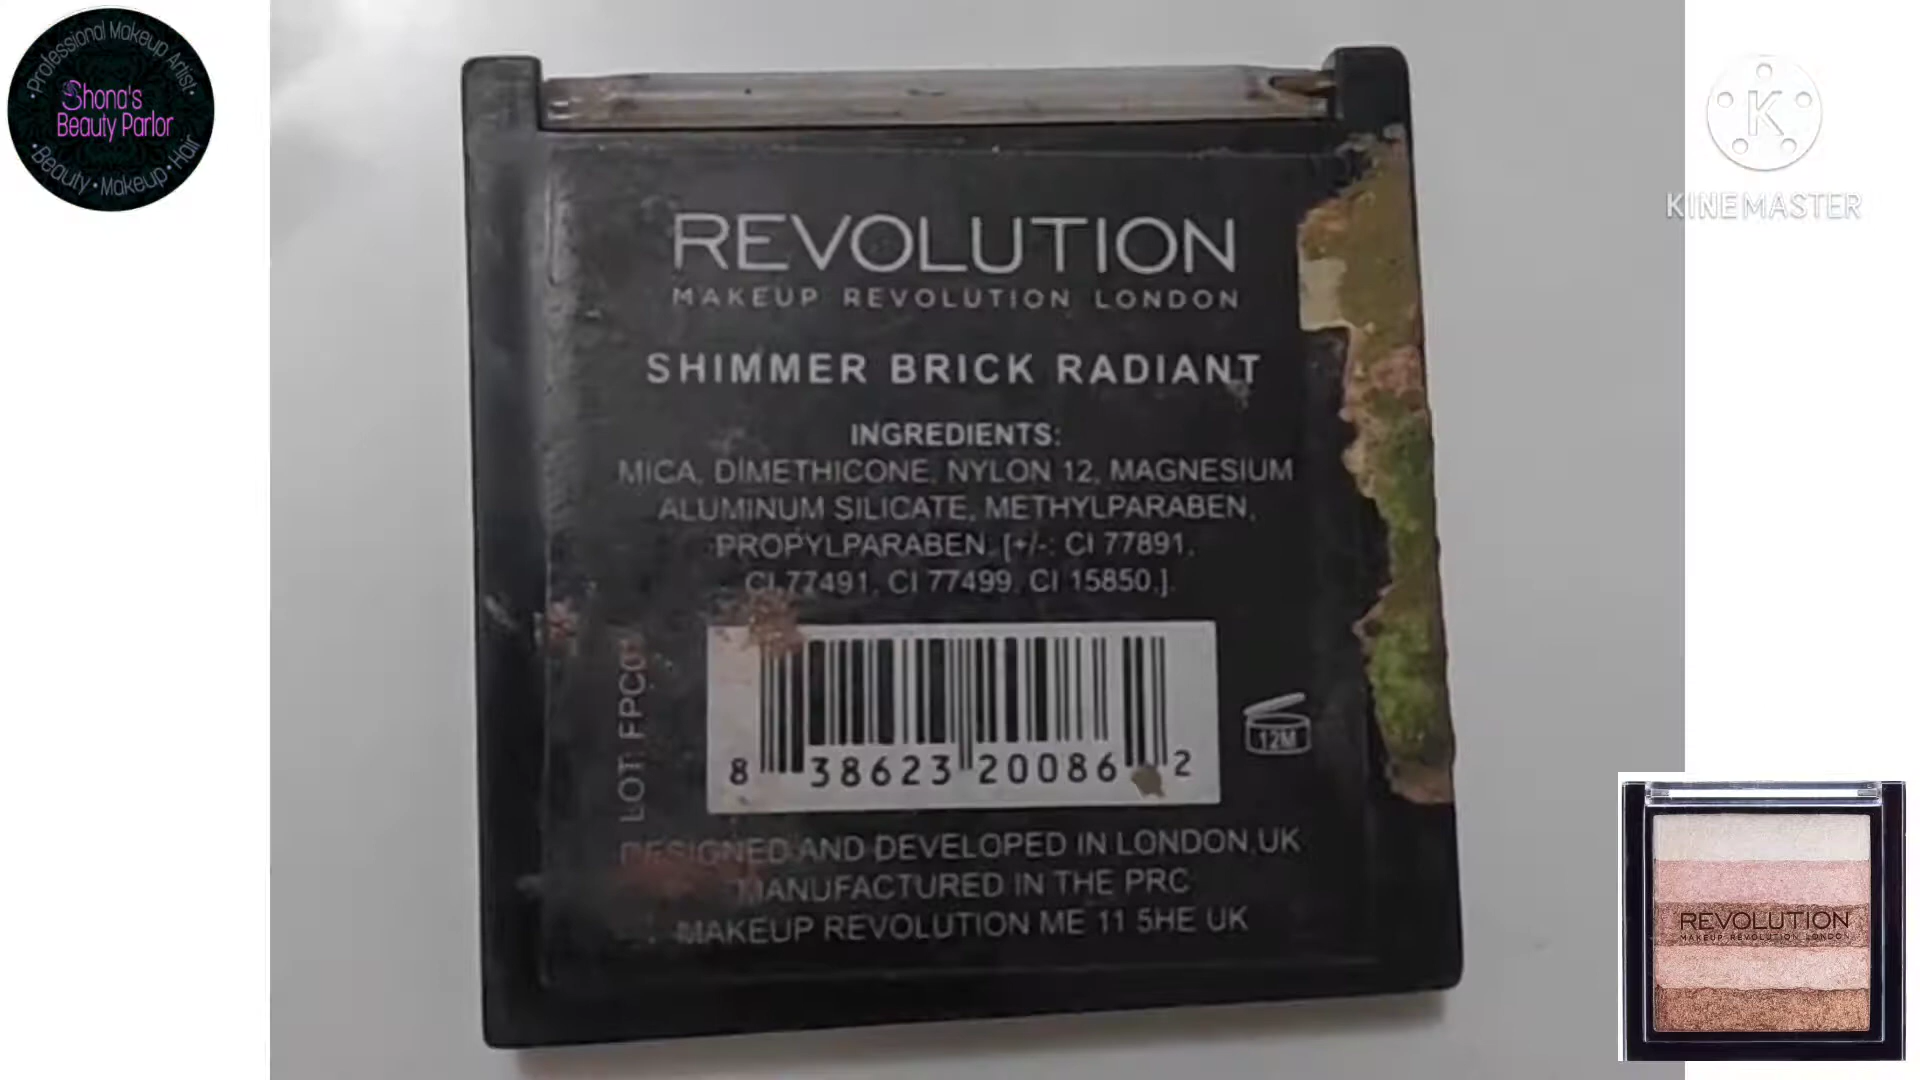 •Professional Makeup Artist•
Shona's
Beauty Parlor
•Beauty•Makeup•Hair
K
KINEMASTER
REVOLUTION
MAKEUP REVOLUTION LONDON
SHIMMER BRICK RADIANT
INGREDIENTS:
MICA, DIMETHICONE, NYLON 12, MAGNESIUM
ALUMINUM SILICATE, METHYLPARABEN,
PROPYLPARABEN. [+/-: CI 77891,
CI 77491, CI 77499, CI 15850,].
LOT: FPC01
8 38623 20086 2
12M
DESIGNED AND DEVELOPED IN LONDON,UK
MANUFACTURED IN THE PRC
MAKEUP REVOLUTION ME 11 5HE UK
REVOLUTION
MAKEUP REVOLUTION LONDON